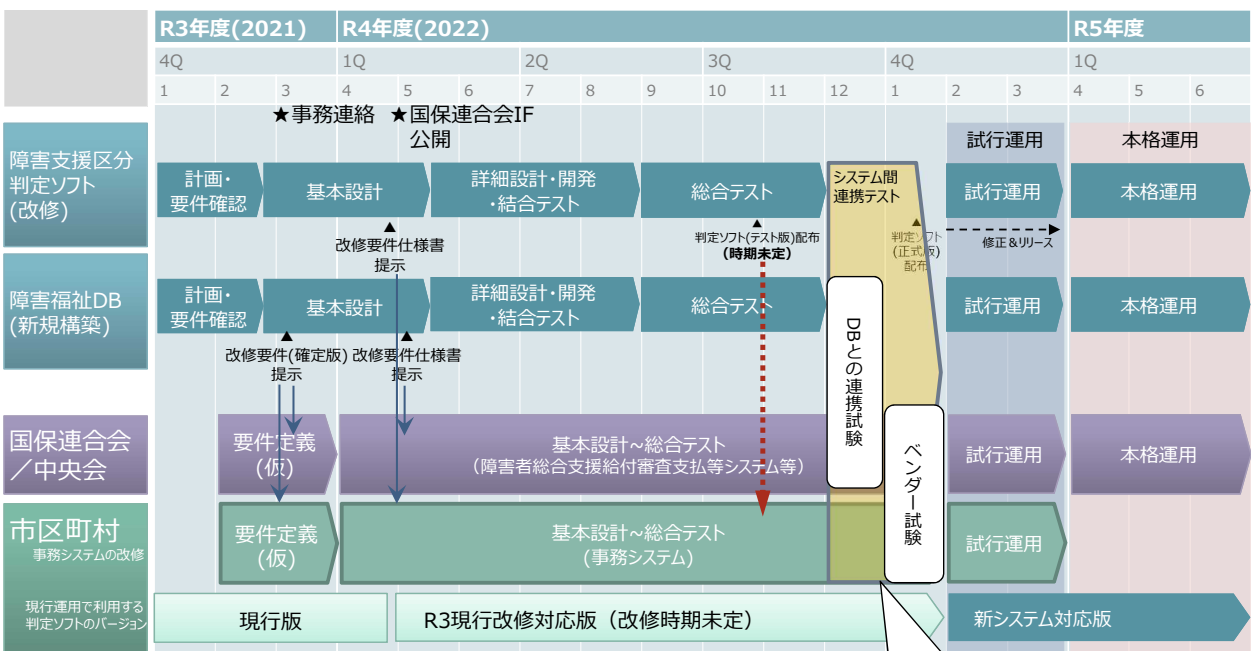 R3年度(2021)
R4年度(2022)
R5年度
4Q
1Q
2Q
3Q
4Q
1Q
1
2
3
4
5
6
7
8
9
10
11
12
1
2
3
4
5
6
★事務連絡
★国保連合会IF
公開
試行運用
本格運用
障害支援区分
判定ソフト
(改修)
計画・
要件確認
基本設計
詳細設計・開発
・結合テスト
総合テスト
システム間
連携テスト
試行運用
本格運用
▲
改修要件仕様書
提示
▲
判定ソフト(テスト版)配布
(時期未定)
▲
判定ソフト
(正式版)
配布
修正&リリース
障害福祉DB
(新規構築)
計画・
要件確認
基本設計
詳細設計・開発
・結合テスト
総合テスト
DBとの連携試験
試行運用
本格運用
▲
改修要件(確定版)
提示
▲
改修要件仕様書
提示
国保連合会
/中央会
要件定義
(仮)
基本設計~総合テスト
(障害者総合支援給付審査支払等システム等)
ベンダー試験
試行運用
本格運用
市区町村
事務システムの改修
要件定義
(仮)
基本設計~総合テスト
(事務システム)
試行運用
現行運用で利用する
判定ソフトのバージョン
現行版
R3現行改修対応版(改修時期未定)
新システム対応版